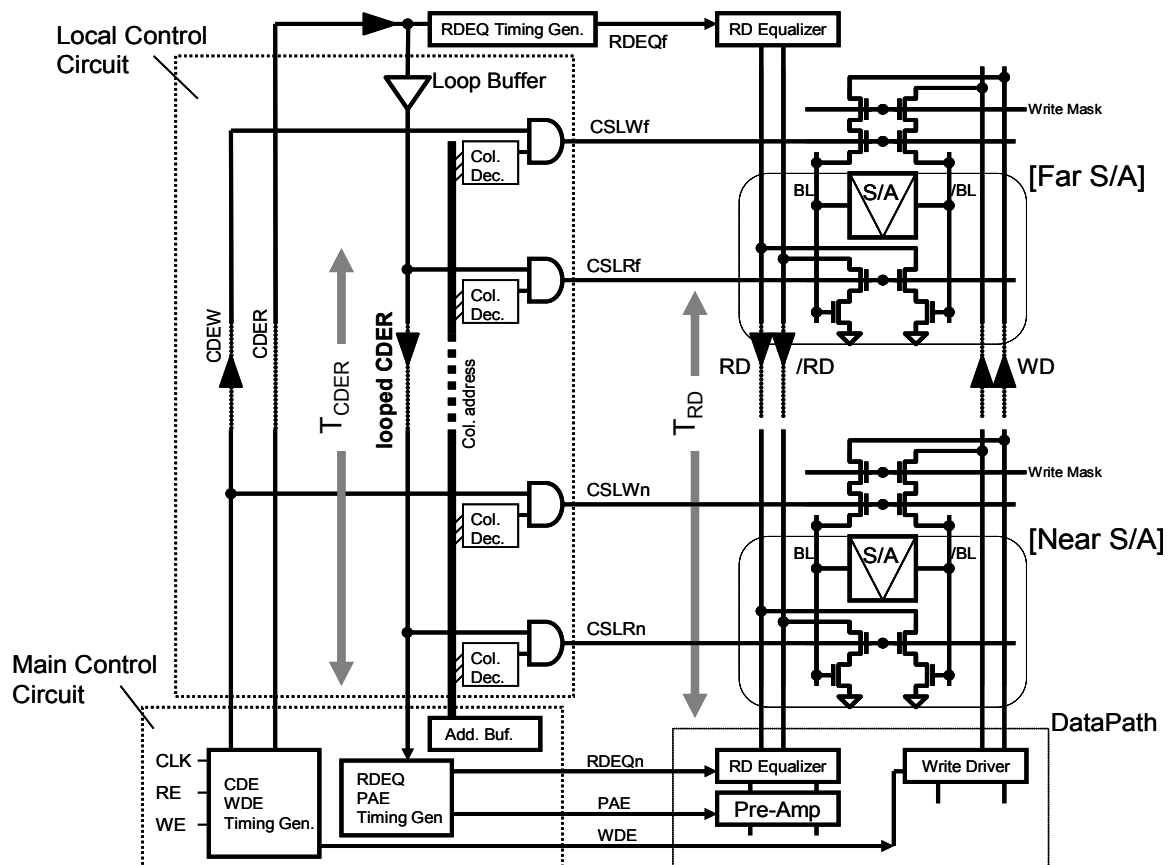 RDEQ Timing Gen.
RDEQf
RD Equalizer
Local Control
Circuit
Loop Buffer
Write Mask
CSLWf
Col.
Dec.
[Far S/A]
BL
S/A
/BL
CSLRf
Col.
Dec.
CDEW
CDER
TCDER
looped CDER
Col. address
TRD
RD
/RD
WD
Write Mask
CSLWn
Col.
Dec.
[Near S/A]
BL
S/A
/BL
CSLRn
Col.
Dec.
Main Control
Circuit
DataPath
Add. Buf.
CLK
RE
WE
CDE
WDE
Timing Gen.
RDEQ
PAE
Timing Gen
RDEQn
PAE
WDE
RD Equalizer
Pre-Amp
Write Driver